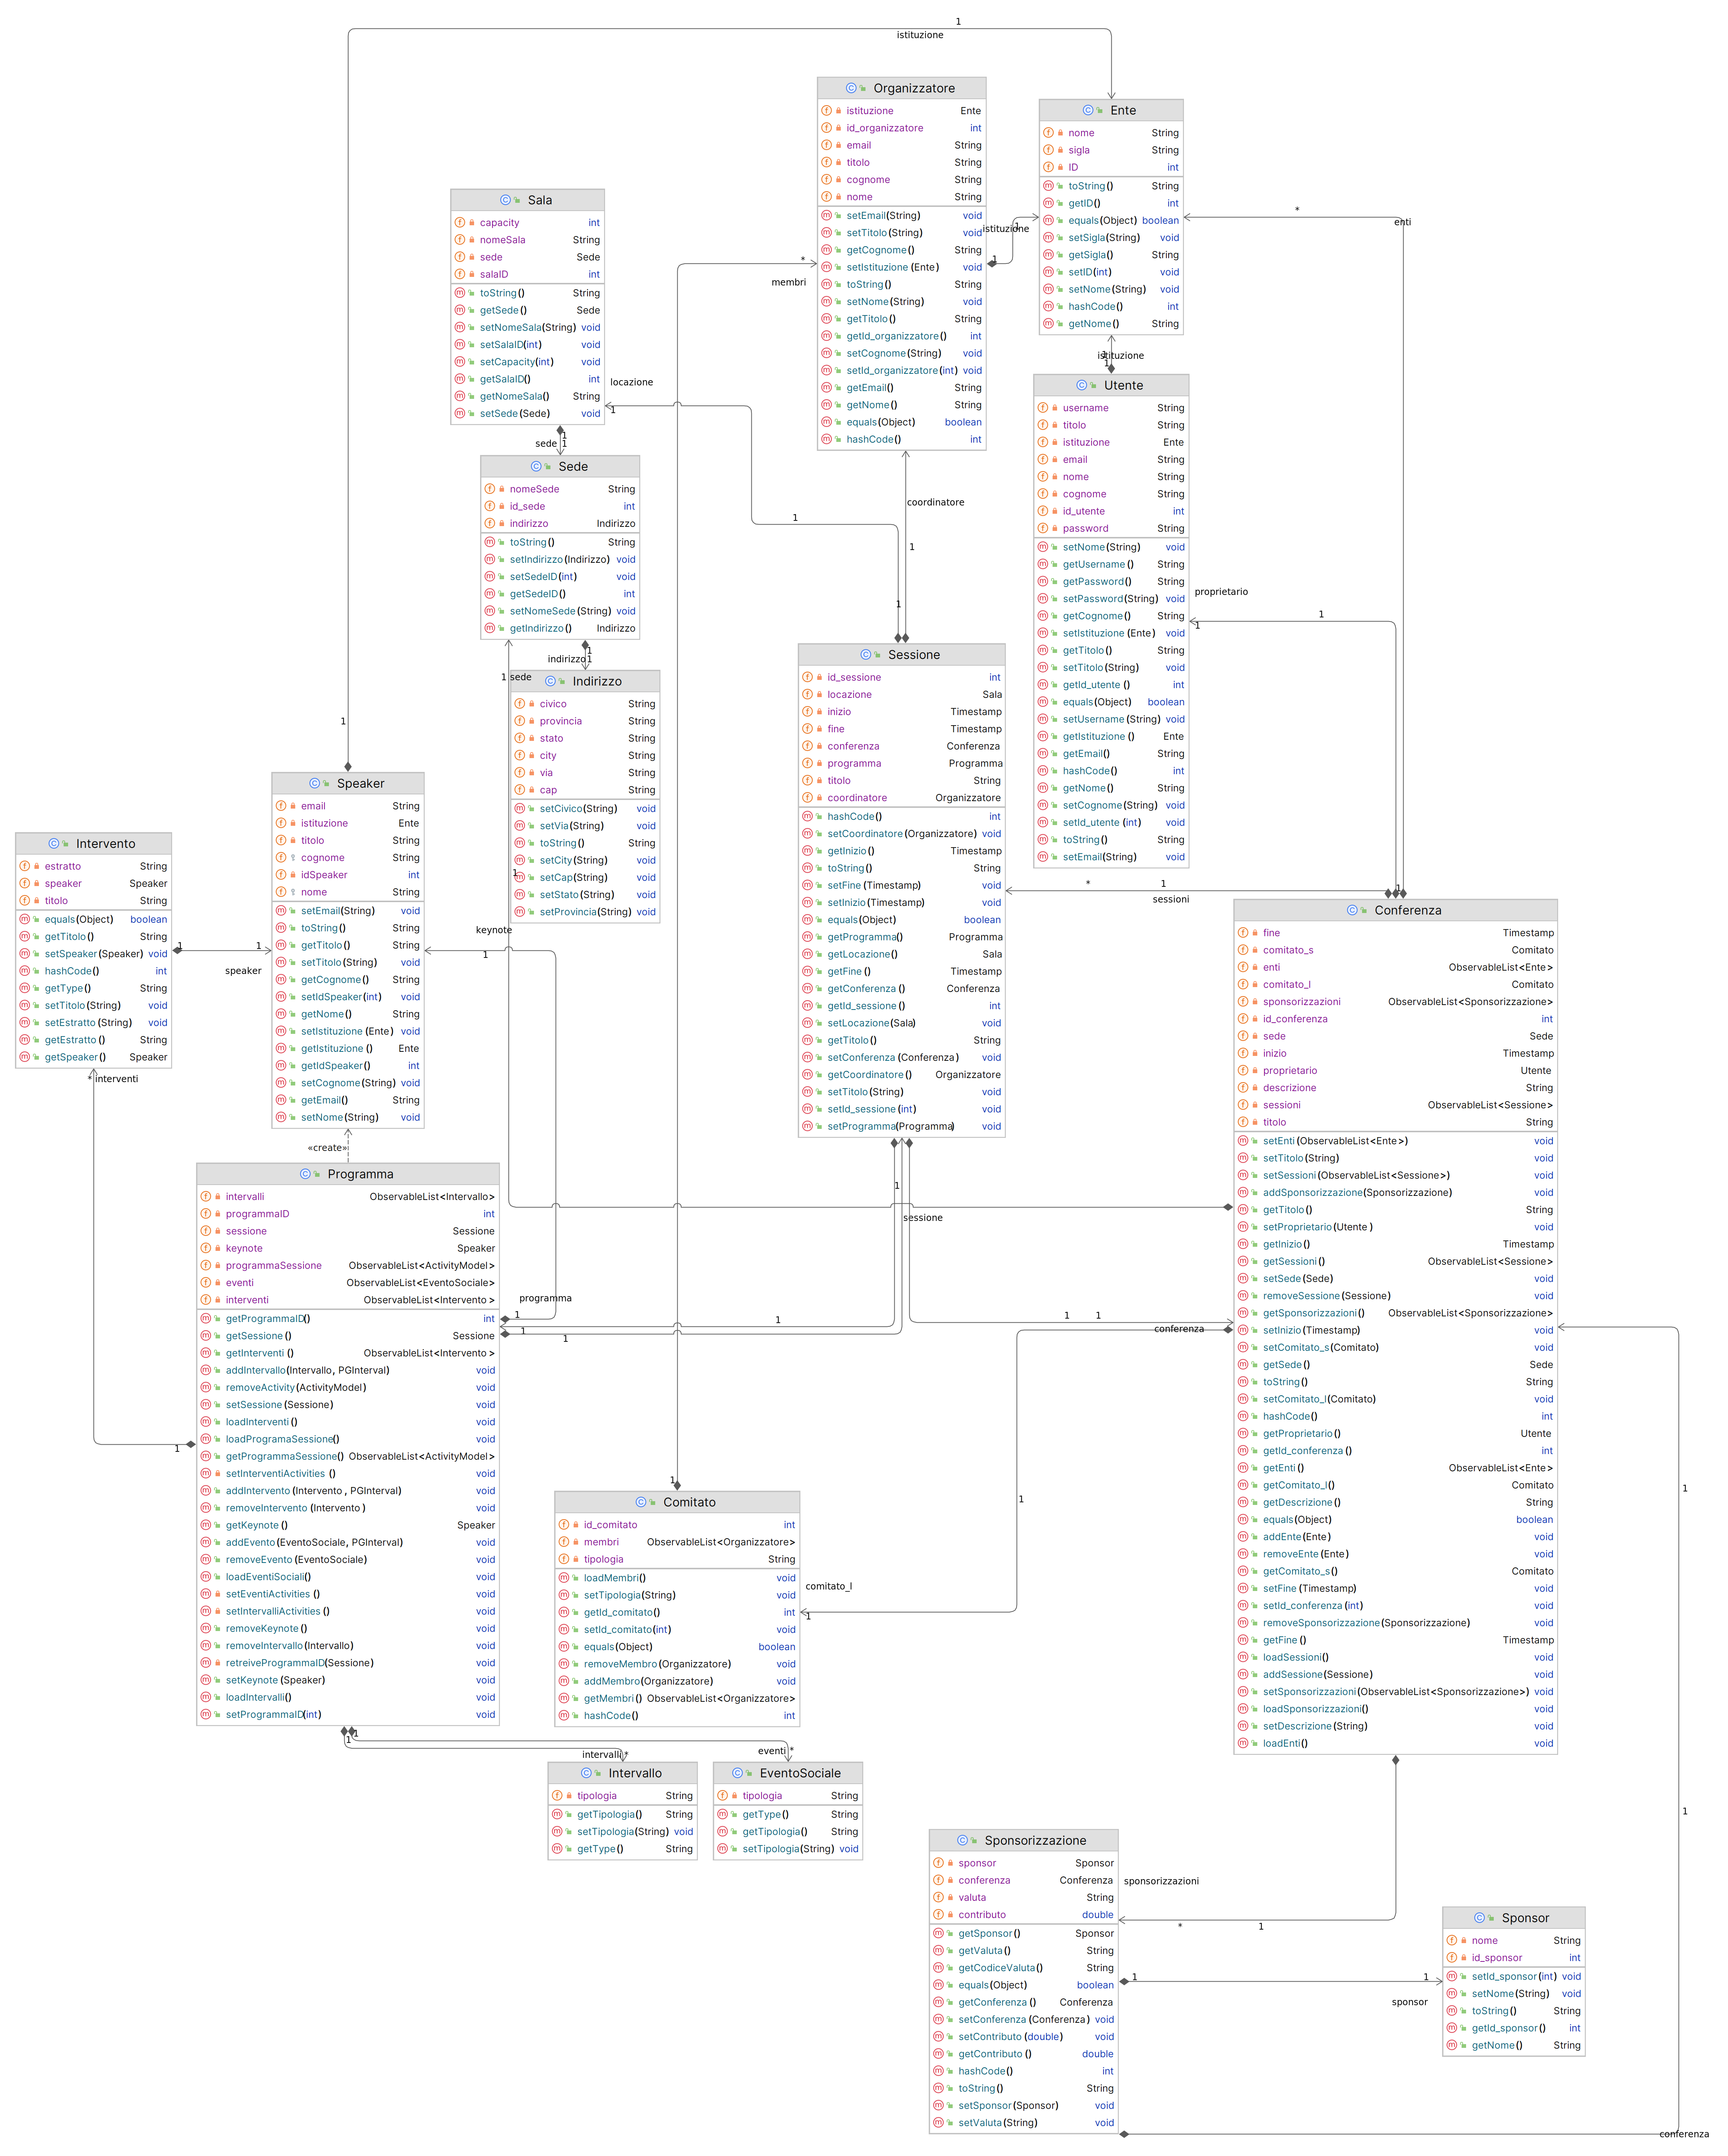 1
istituzione
Organizzatore
istituzione Ente
id_organizzatore int
email String
titolo String
cognome String
nome String
setEmail(String) void
setTitolo(String) void
getCognome() String
setIstituzione(Ente) void
toString() String
setNome(String) void
getTitolo() String
getId_organizzatore() int
setCognome(String) void
setId_organizzatore(int) void
getEmail() String
getNome() String
equals(Object) boolean
hashCode() int
Ente
nome String
sigla String
ID int
toString() String
getID() int
equals(Object) boolean
setSigla(String) void
getSigla() String
setID(int) void
setNome(String) void
hashCode() int
getNome() String
istituzione
1
1
*
enti
*
membri
Sala
capacity int
nomeSala String
sede Sede
salaID int
toString() String
getSede() Sede
setNomeSala(String) void
setSalaID(int) void
setCapacity(int) void
getSalaID() int
getNomeSala() String
setSede(Sede) void
locazione
1
1
sede 1
istituzione
1
1
Utente
username String
titolo String
istituzione Ente
email String
nome String
cognome String
id_utente int
password String
setNome(String) void
getUsername() String
getPassword() String
setPassword(String) void
getCognome() String
setIstituzione(Ente) void
getTitolo() String
setTitolo(String) void
getId_utente() int
equals(Object) boolean
setUsername(String) void
getIstituzione() Ente
getEmail() String
hashCode() int
getNome() String
setCognome(String) void
setId_utente(int) void
toString() String
setEmail(String) void
proprietario
1
1
Sede
nomeSede String
id_sede int
indirizzo Indirizzo
toString() String
setIndirizzo(Indirizzo) void
setSedeID(int) void
getSedeID() int
setNomeSede(String) void
getIndirizzo() Indirizzo
coordinatore
1
1
1
1
indirizzo 1
1 sede
Indirizzo
civico String
provincia String
stato String
city String
via String
cap String
setCivico(String) void
setVia(String) void
toString() String
setCity(String) void
setCap(String) void
setStato(String) void
setProvincia(String) void
1
Sessione
id_sessione int
locazione Sala
inizio Timestamp
fine Timestamp
conferenza Conferenza
programma Programma
titolo String
coordinatore Organizzatore
hashCode() int
setCoordinatore(Organizzatore) void
getInizio() Timestamp
toString() String
setFine(Timestamp) void
setInizio(Timestamp) void
equals(Object) boolean
getProgramma() Programma
getLocazione() Sala
getFine() Timestamp
getConferenza() Conferenza
getId_sessione() int
setLocazione(Sala) void
getTitolo() String
setConferenza(Conferenza) void
getCoordinatore() Organizzatore
setTitolo(String) void
setId_sessione(int) void
setProgramma(Programma) void
* 1
sessioni
1
1
Speaker
email String
istituzione Ente
titolo String
cognome String
idSpeaker int
nome String
setEmail(String) void
toString() String
getTitolo() String
setTitolo(String) void
getCognome() String
setIdSpeaker(int) void
getNome() String
setIstituzione(Ente) void
getIstituzione() Ente
getIdSpeaker() int
setCognome(String) void
getEmail() String
setNome(String) void
Intervento
estratto String
speaker Speaker
titolo String
equals(Object) boolean
getTitolo() String
setSpeaker(Speaker) void
hashCode() int
getType() String
setTitolo(String) void
setEstratto(String) void
getEstratto() String
getSpeaker() Speaker
1 1
speaker
keynote
1
* interventi
«create»
Conferenza
fine Timestamp
comitato_s Comitato
enti ObservableList<Ente>
comitato_l Comitato
sponsorizzazioni ObservableList<Sponsorizzazione>
id_conferenza int
sede Sede
inizio Timestamp
proprietario Utente
descrizione String
sessioni ObservableList<Sessione>
titolo String
setEnti(ObservableList<Ente>) void
setTitolo(String) void
setSessioni(ObservableList<Sessione>) void
addSponsorizzazione(Sponsorizzazione) void
getTitolo() String
setProprietario(Utente) void
getInizio() Timestamp
getSessioni() ObservableList<Sessione>
setSede(Sede) void
removeSessione(Sessione) void
getSponsorizzazioni() ObservableList<Sponsorizzazione>
setInizio(Timestamp) void
setComitato_s(Comitato) void
getSede() Sede
toString() String
setComitato_l(Comitato) void
hashCode() int
getProprietario() Utente
getId_conferenza() int
getEnti() ObservableList<Ente>
getComitato_l() Comitato
getDescrizione() String
equals(Object) boolean
addEnte(Ente) void
removeEnte(Ente) void
getComitato_s() Comitato
setFine(Timestamp) void
setId_conferenza(int) void
removeSponsorizzazione(Sponsorizzazione) void
getFine() Timestamp
loadSessioni() void
addSessione(Sessione) void
setSponsorizzazioni(ObservableList<Sponsorizzazione>) void
loadSponsorizzazioni() void
setDescrizione(String) void
loadEnti() void
Programma
intervalli ObservableList<Intervallo>
programmaID int
sessione Sessione
keynote Speaker
programmaSessione ObservableList<ActivityModel>
eventi ObservableList<EventoSociale>
interventi ObservableList<Intervento>
getProgrammaID() int
getSessione() Sessione
getInterventi() ObservableList<Intervento>
addIntervallo(Intervallo, PGInterval) void
removeActivity(ActivityModel) void
setSessione(Sessione) void
loadInterventi() void
loadProgramaSessione() void
getProgrammaSessione() ObservableList<ActivityModel>
setInterventiActivities() void
addIntervento(Intervento, PGInterval) void
removeIntervento(Intervento) void
getKeynote() Speaker
addEvento(EventoSociale, PGInterval) void
removeEvento(EventoSociale) void
loadEventiSociali() void
setEventiActivities() void
setIntervalliActivities() void
removeKeynote() void
removeIntervallo(Intervallo) void
retreiveProgrammaID(Sessione) void
setKeynote(Speaker) void
loadIntervalli() void
setProgrammaID(int) void
1
sessione
programma
1
1
1
1
1 1
conferenza
1
1
1
1
Comitato
id_comitato int
membri ObservableList<Organizzatore>
tipologia String
loadMembri() void
setTipologia(String) void
getId_comitato() int
setId_comitato(int) void
equals(Object) boolean
removeMembro(Organizzatore) void
addMembro(Organizzatore) void
getMembri() ObservableList<Organizzatore>
hashCode() int
comitato_l
1
1
1
intervalli *
eventi *
Intervallo
tipologia String
getTipologia() String
setTipologia(String) void
getType() String
EventoSociale
tipologia String
getType() String
getTipologia() String
setTipologia(String) void
1
Sponsorizzazione
sponsor Sponsor
conferenza Conferenza
valuta String
contributo double
getSponsor() Sponsor
getValuta() String
getCodiceValuta() String
equals(Object) boolean
getConferenza() Conferenza
setConferenza(Conferenza) void
setContributo(double) void
getContributo() double
hashCode() int
toString() String
setSponsor(Sponsor) void
setValuta(String) void
sponsorizzazioni
* 1
1 1
sponsor
Sponsor
nome String
id_sponsor int
setId_sponsor(int) void
setNome(String) void
toString() String
getId_sponsor() int
getNome() String
conferenza